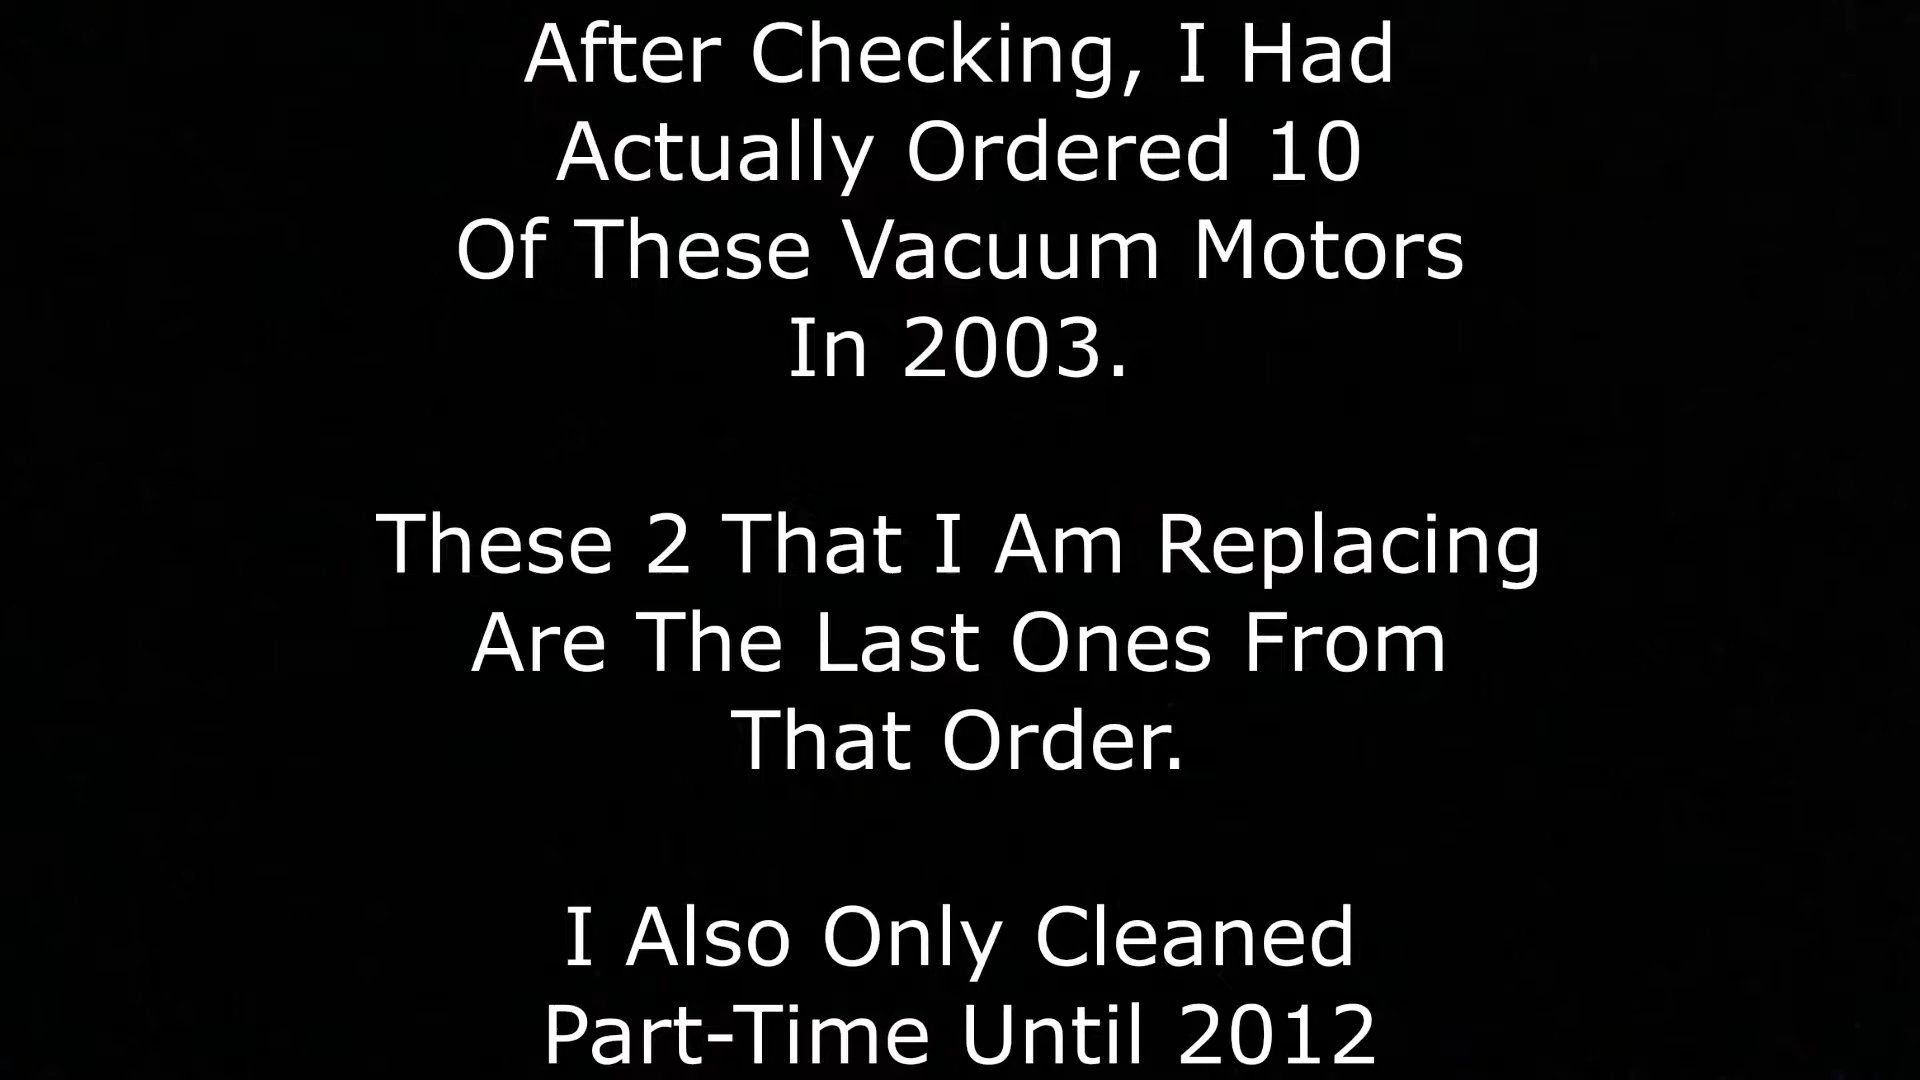 After Checking, I Had
Actually Ordered 10
Of These Vacuum Motors
In 2003.
These 2 That I Am Replacing
Are The Last Ones From
That Order.
I Also Only Cleaned
Part-Time Until 2012